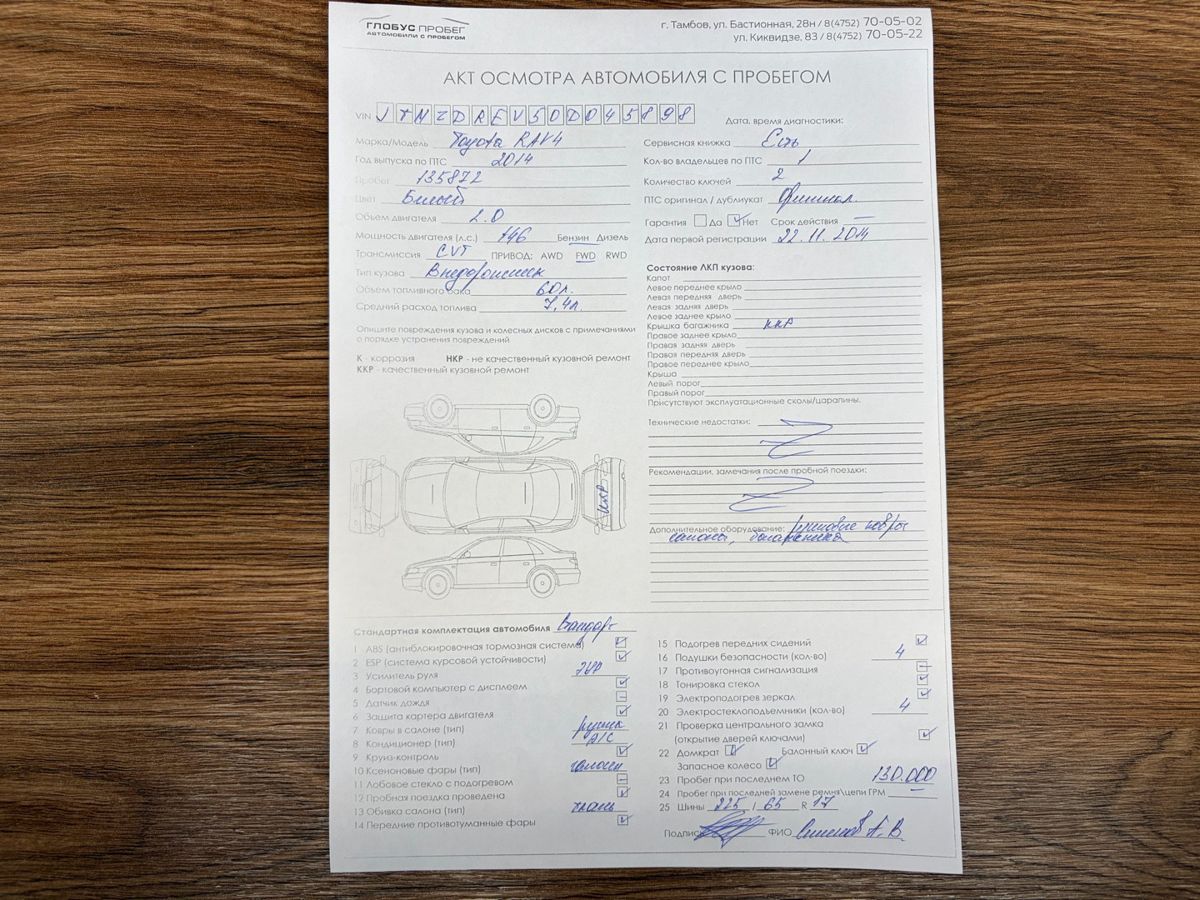 ГЛОБУС ПРОБЕГ
АВТОМОБИЛИ С ПРОБЕГОМ
г. Тамбов, ул. Бастионная, 28н / 8(4752) 70-05-02
ул. Киквидзе, 83 / 8(4752) 70-05-22
АКТ ОСМОТРА АВТОМОБИЛЯ С ПРОБЕГОМ
VIN JTMZDREV50D045898
Дата, время диагностики:
Марка/Модель Toyota RAV4
Год выпуска по ПТС 2014
Пробег 135872
Цвет Белый
Объем двигателя 2.0
Мощность двигателя (л.с.) 146 Бензин Дизель
Трансмиссия CVT ПРИВОД: AWD FWD RWD
Тип кузова Внедорожник
Объем топливного бака 60л.
Средний расход топлива 7,4л.
Опишите повреждения кузова и колесных дисков с примечаниями
о порядке устранения повреждений
К - коррозия НКР - не качественный кузовной ремонт
ККР - качественный кузовной ремонт
ККР
Сервисная книжка Есть
Кол-во владельцев по ПТС 1
Количество ключей 2
ПТС оригинал / дубликат Оригинал.
Гарантия Да Нет Срок действия —
Дата первой регистрации 22.11.2014
Состояние ЛКП кузова:
Капот
Левое переднее крыло
Левая передняя дверь
Левая задняя дверь
Левое заднее крыло
Крышка багажника ККР
Правое заднее крыло
Правая задняя дверь
Правая передняя дверь
Правое переднее крыло
Крыша
Левый порог
Правый порог
Присутствуют эксплуатационные сколы/царапины.
Технические недостатки:
Рекомендации, замечания после пробной поездки:
Дополнительное оборудование: резиновые ковры
салона, багажника
Стандартная комплектация автомобиля Стандарт
1 ABS (антиблокировочная тормозная система)
2 ESP (система курсовой устойчивости)
3 Усилитель руля ЭУР
4 Бортовой компьютер с дисплеем
5 Датчик дождя
6 Защита картера двигателя
7 Ковры в салоне (тип) резина
8 Кондиционер (тип) A/C
9 Круиз-контроль
10 Ксеноновые фары (тип) галоген
11 Лобовое стекло с подогревом
12 Пробная поездка проведена
13 Обивка салона (тип) ткань
14 Передние противотуманные фары
15 Подогрев передних сидений
16 Подушки безопасности (кол-во) 4
17 Противоугонная сигнализация
18 Тонировка стекол
19 Электроподогрев зеркал
20 Электростеклоподъемники (кол-во) 4
21 Проверка центрального замка
(открытие дверей ключами)
22 Домкрат Балонный ключ
Запасное колесо
23 Пробег при последнем ТО 130.000
24 Пробег при последней замене ремня\цепи ГРМ —
25 Шины 225 / 65 R 17
Подпись ФИО А. В.